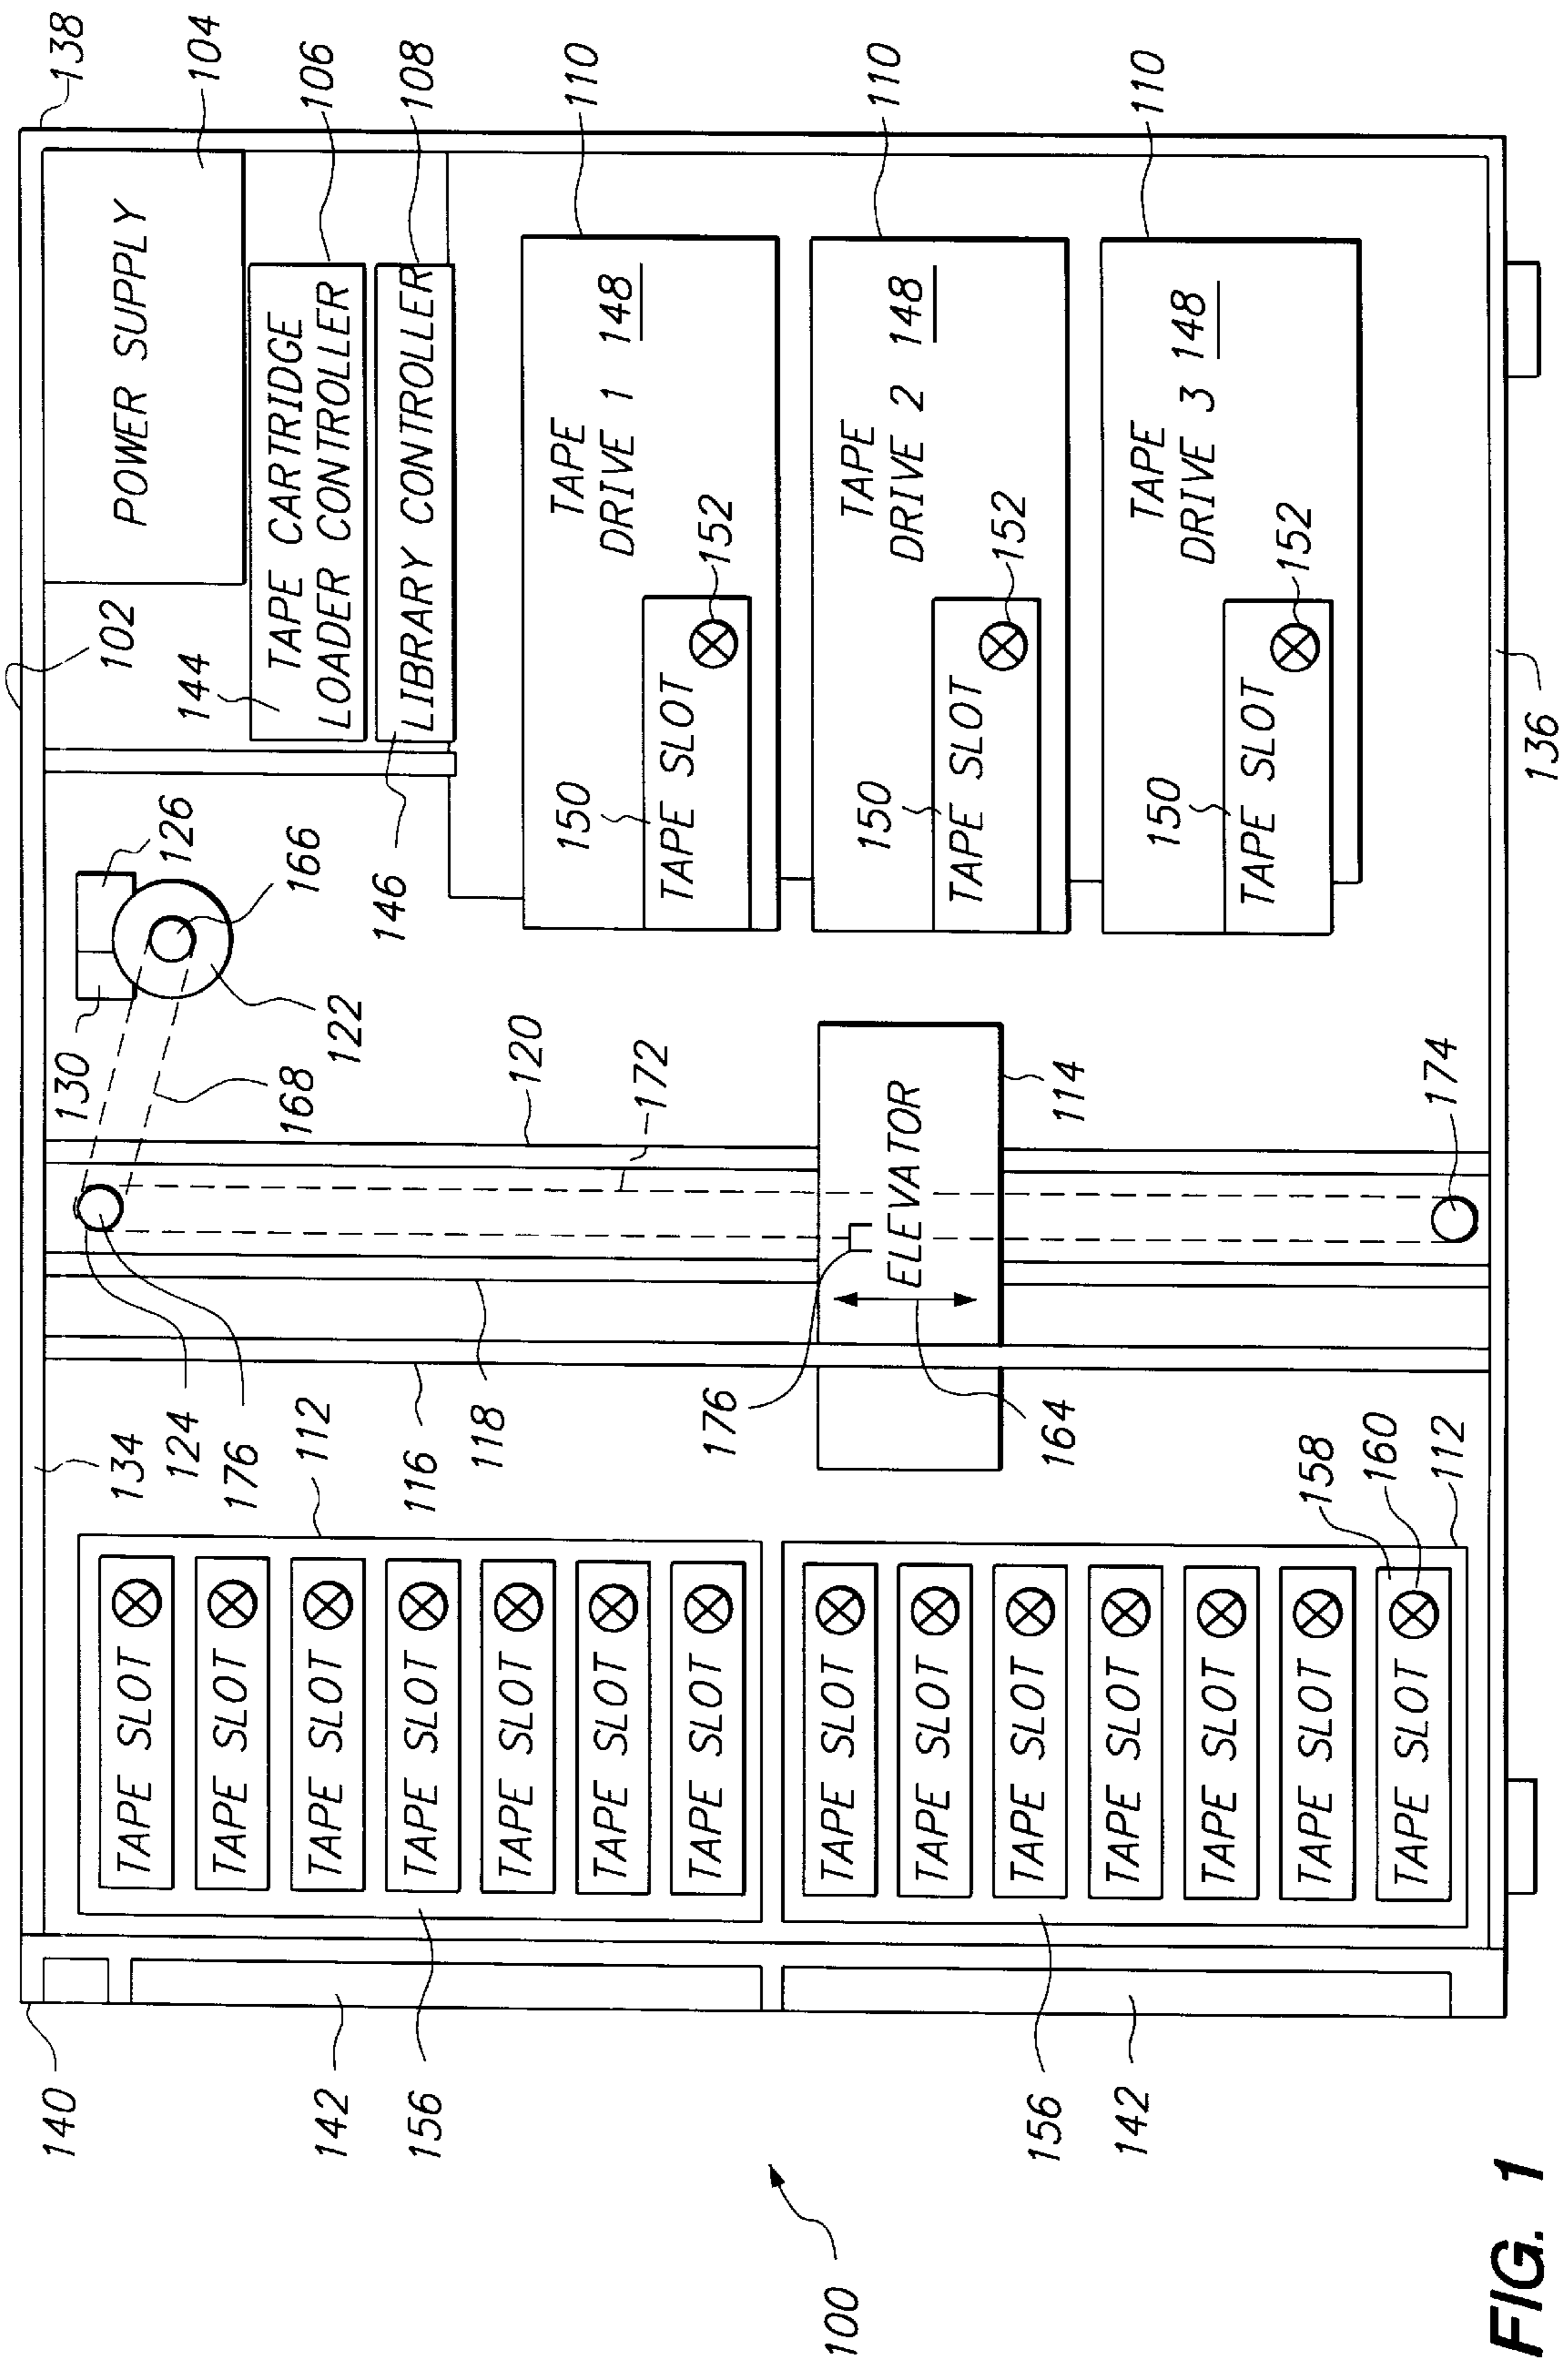 140
138
130
102
104
134
POWER SUPPLY
124
126
144
176
168
166
106
112
122
TAPE CARTRIDGE
LOADER CONTROLLER
142
146
108
156
116
LIBRARY CONTROLLER
118
120
150
TAPE
DRIVE 1 148
110
172
TAPE SLOT
152
TAPE SLOT
TAPE SLOT
TAPE SLOT
TAPE SLOT
TAPE SLOT
TAPE SLOT
TAPE SLOT
176
100
150
TAPE
DRIVE 2 148
110
ELEVATOR
TAPE SLOT
152
156
164
114
142
150
TAPE
DRIVE 3 148
110
TAPE SLOT
152
TAPE SLOT
TAPE SLOT
TAPE SLOT
TAPE SLOT
TAPE SLOT
TAPE SLOT
TAPE SLOT
158
160
112
174
136
FIG. 1